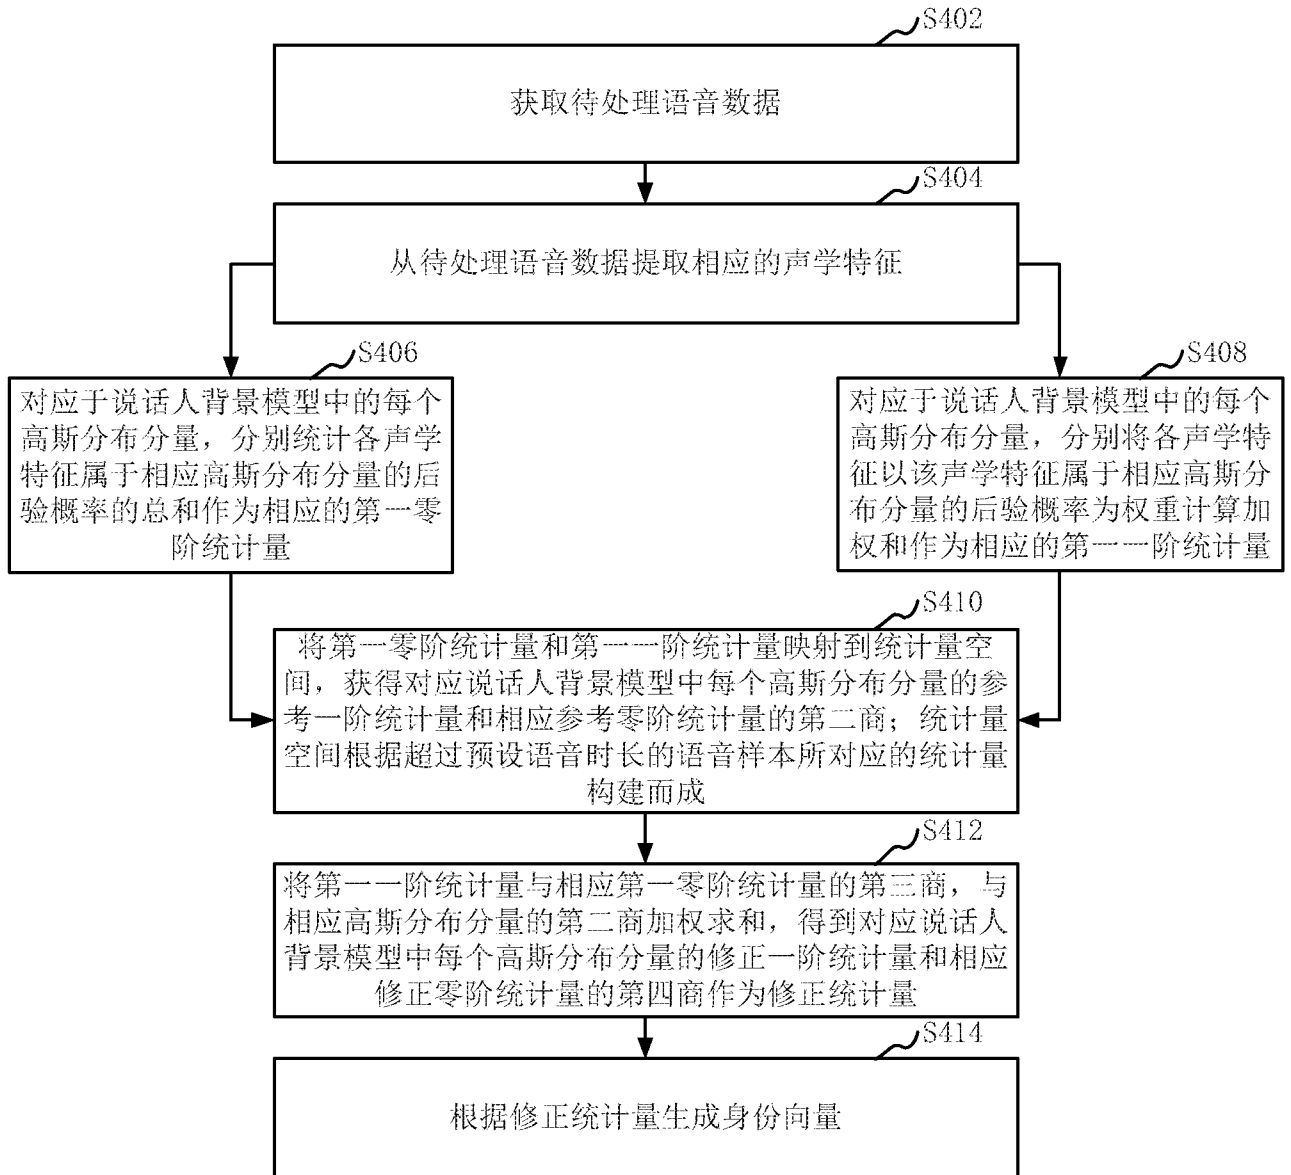 S402
获取待处理语音数据
S404
从待处理语音数据提取相应的声学特征
S406
对应于说话人背景模型中的每个
高斯分布分量，分别统计各声学
特征属于相应高斯分布分量的后
验概率的总和作为相应的第一零
阶统计量
S408
对应于说话人背景模型中的每个
高斯分布分量，分别将各声学特
征以该声学特征属于相应高斯分
布分量的后验概率为权重计算加
权和作为相应的第一一阶统计量
S410
将第一零阶统计量和第一一阶统计量映射到统计量空
间，获得对应说话人背景模型中每个高斯分布分量的参
考一阶统计量和相应参考零阶统计量的第二商；统计量
空间根据超过预设语音时长的语音样本所对应的统计量
构建而成
S412
将第一一阶统计量与相应第一零阶统计量的第三商，与
相应高斯分布分量的第二商加权求和，得到对应说话人
背景模型中每个高斯分布分量的修正一阶统计量和相应
修正零阶统计量的第四商作为修正统计量
S414
根据修正统计量生成身份向量